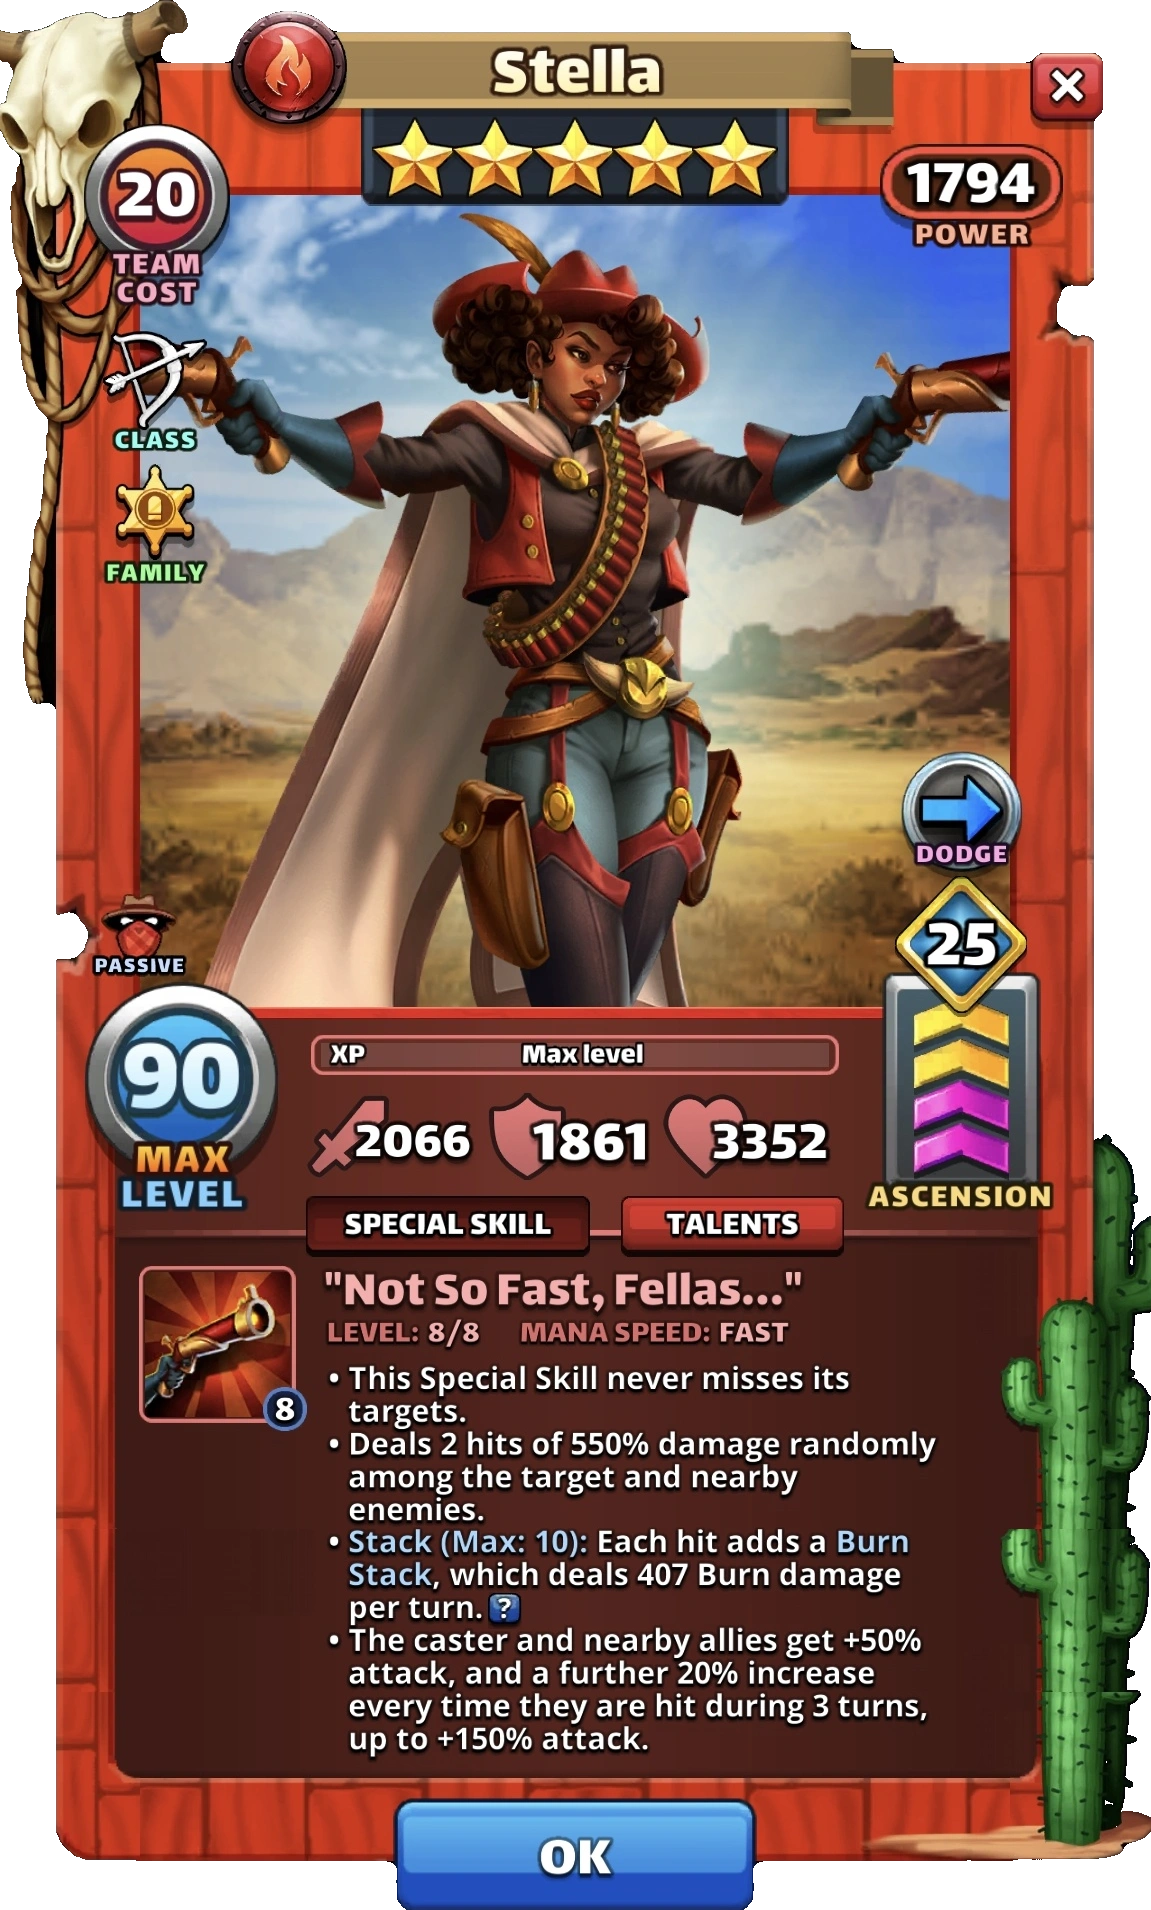 Stella
20
TEAM
COST
1794
POWER
CLASS
FAMILY
DODGE
25
PASSIVE
90
MAX
LEVEL
XP Max level
2066 1861 3352
ASCENSION
SPECIAL SKILL TALENTS
"Not So Fast, Fellas..."
LEVEL: 8/8 MANA SPEED: FAST
8
• This Special Skill never misses its
targets.
• Deals 2 hits of 550% damage randomly
among the target and nearby
enemies.
• Stack (Max: 10): Each hit adds a Burn
Stack, which deals 407 Burn damage
per turn. ?
• The caster and nearby allies get +50%
attack, and a further 20% increase
every time they are hit during 3 turns,
up to +150% attack.
OK